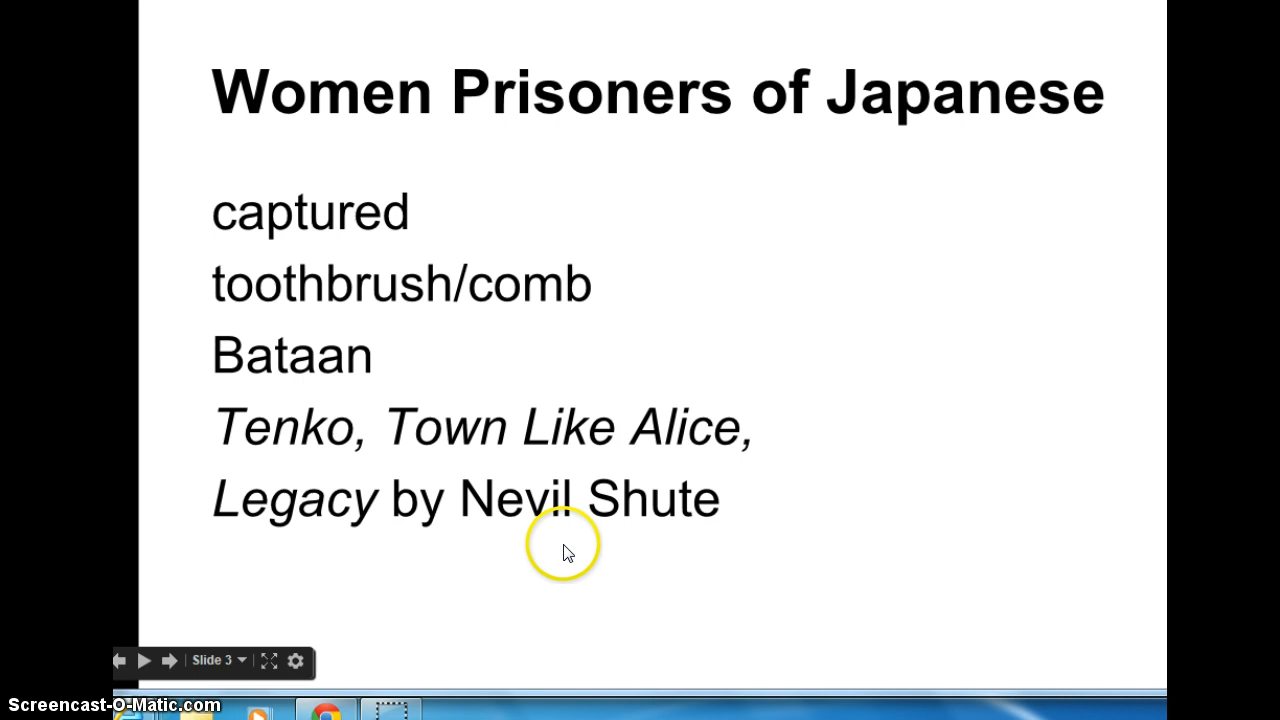 Women Prisoners of Japanese
captured
toothbrush/comb
Bataan
Tenko, Town Like Alice,
Legacy by Nevil Shute
Slide 3
Screencast-O-Matic.com